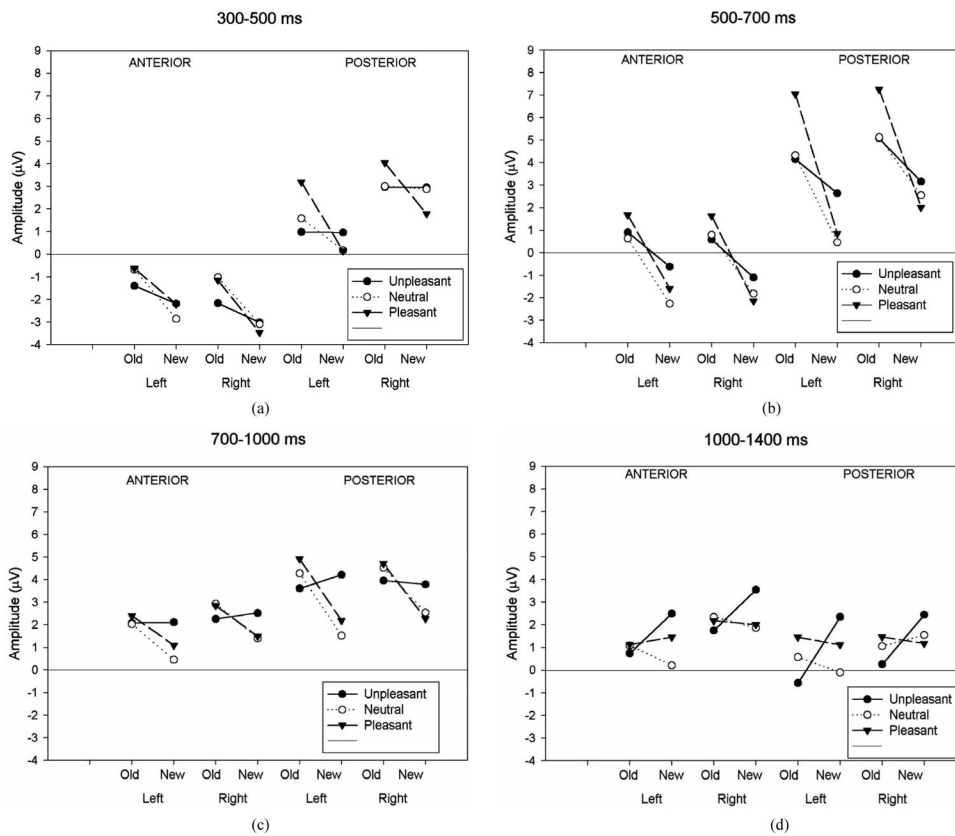 300-500 ms
9
8
7
6
5
4
3
2
1
0
-1
-2
-3
-4
Amplitude (μV)
ANTERIOR POSTERIOR
Unpleasant
Neutral
Pleasant
Old New Old New Old New Old New
Left Right Left Right
(a)
500-700 ms
9
8
7
6
5
4
3
2
1
0
-1
-2
-3
-4
Amplitude (μV)
ANTERIOR POSTERIOR
Unpleasant
Neutral
Pleasant
Old New Old New Old New Old New
Left Right Left Right
(b)
700-1000 ms
9
8
7
6
5
4
3
2
1
0
-1
-2
-3
-4
Amplitude (μV)
ANTERIOR POSTERIOR
Unpleasant
Neutral
Pleasant
Old New Old New Old New Old New
Left Right Left Right
(c)
1000-1400 ms
9
8
7
6
5
4
3
2
1
0
-1
-2
-3
-4
Amplitude (μV)
ANTERIOR POSTERIOR
Unpleasant
Neutral
Pleasant
Old New Old New Old New Old New
Left Right Left Right
(d)